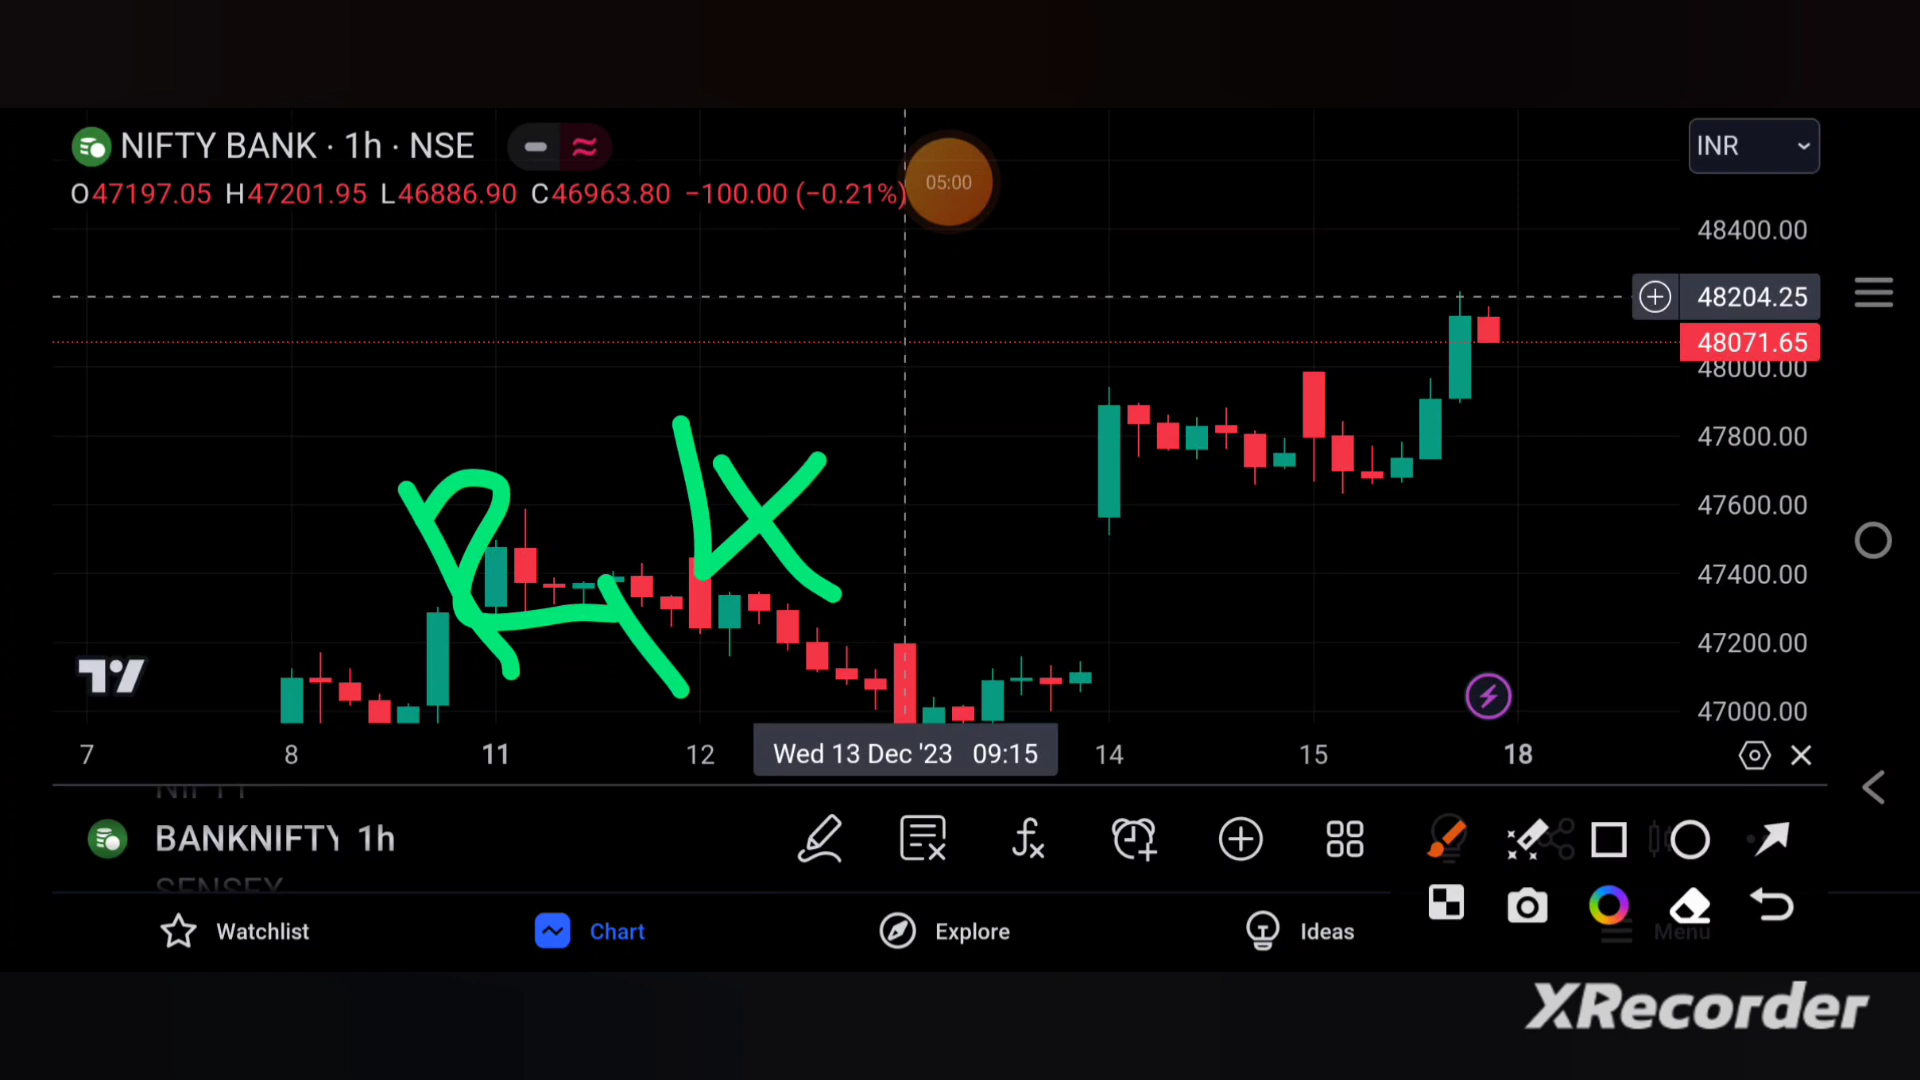 NIFTY BANK · 1h · NSE
INR
O47197.05 H47201.95 L46886.90 C46963.80 −100.00 (−0.21%)
05:00
48400.00
48204.25
48071.65
48000.00
47800.00
47600.00
47400.00
47200.00
47000.00
7 8 11 12 Wed 13 Dec '23 09:15 14 15 18
NIFTY
BANKNIFTY 1h
SENSEX
Watchlist Chart Explore Ideas Menu
XRecorder